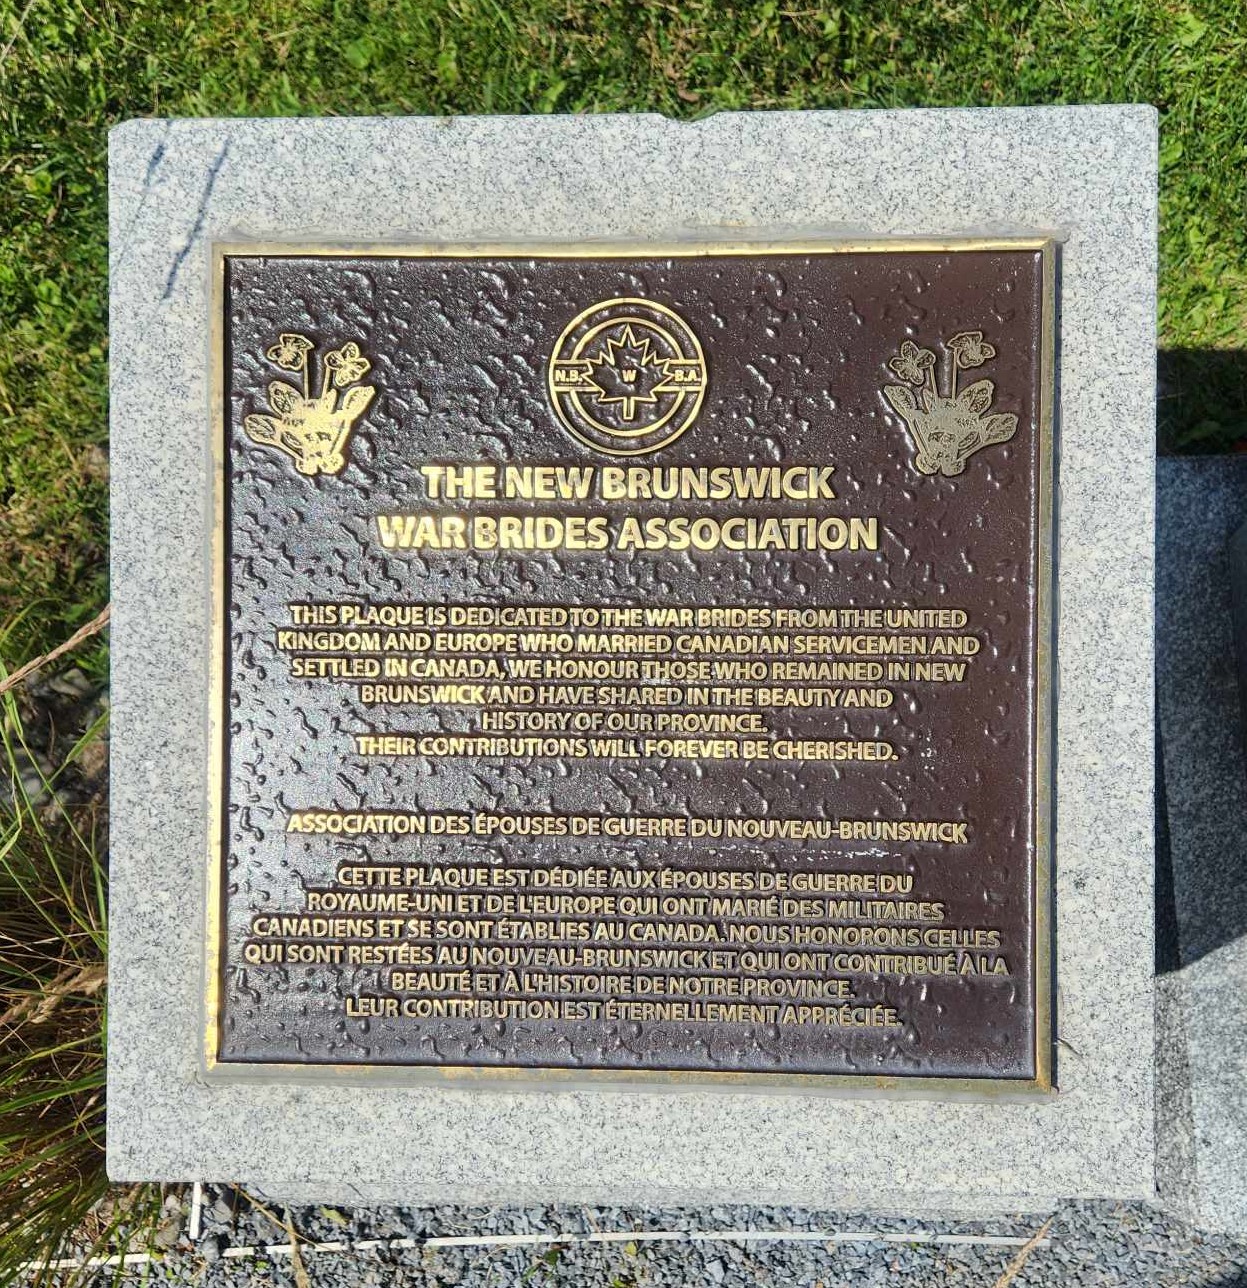 N.B. W B.A.
THE NEW BRUNSWICK
WAR BRIDES ASSOCIATION
THIS PLAQUE IS DEDICATED TO THE WAR BRIDES FROM THE UNITED
KINGDOM AND EUROPE WHO MARRIED CANADIAN SERVICEMEN AND
SETTLED IN CANADA, WE HONOUR THOSE WHO REMAINED IN NEW
BRUNSWICK AND HAVE SHARED IN THE BEAUTY AND
HISTORY OF OUR PROVINCE.
THEIR CONTRIBUTIONS WILL FOREVER BE CHERISHED.
ASSOCIATION DES ÉPOUSES DE GUERRE DU NOUVEAU-BRUNSWICK
CETTE PLAQUE EST DÉDIÉE AUX ÉPOUSES DE GUERRE DU
ROYAUME-UNI ET DE L'EUROPE QUI ONT MARIÉ DES MILITAIRES
CANADIENS ET SE SONT ÉTABLIES AU CANADA. NOUS HONORONS CELLES
QUI SONT RESTÉES AU NOUVEAU-BRUNSWICK ET QUI ONT CONTRIBUÉ À LA
BEAUTÉ ET À L'HISTOIRE DE NOTRE PROVINCE.
LEUR CONTRIBUTION EST ÉTERNELLEMENT APPRÉCIÉE.